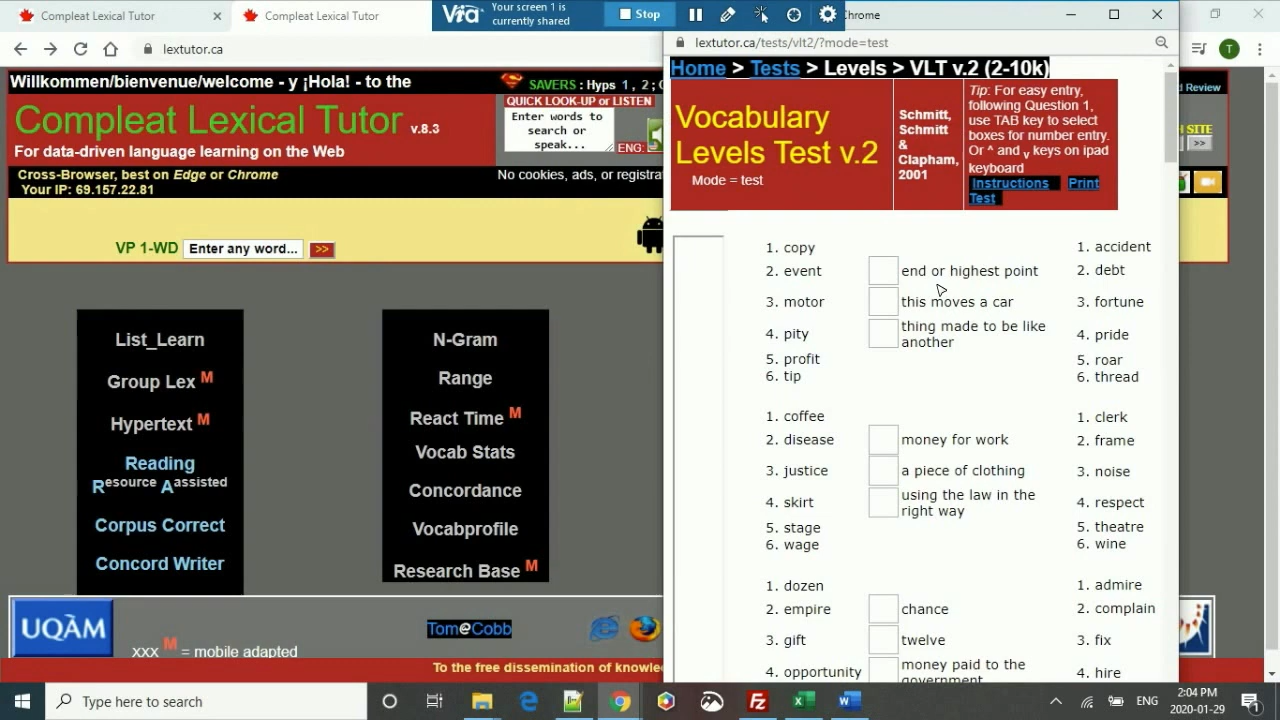 Compleat Lexical Tutor
Compleat Lexical Tutor
Via
Your screen 1 is
currently shared
Stop
Chrome
lextutor.ca
lextutor.ca/tests/vlt2/?mode=test
T
Willkommen/bienvenue/welcome - y ¡Hola! - to the
SAVERS : Hyps 1 , 2 ;
Compleat Lexical Tutor v.8.3
For data-driven language learning on the Web
QUICK LOOK-UP or LISTEN
Enter words to
search or
speak...
ENG:
Cross-Browser, best on Edge or Chrome
Your IP: 69.157.22.81
No cookies, ads, or registra
VP 1-WD Enter any word... >>
List_Learn
Group Lex M
Hypertext M
Reading
Resource Assisted
Corpus Correct
Concord Writer
N-Gram
Range
React Time M
Vocab Stats
Concordance
Vocabprofile
Research Base M
UQÀM
xxx M = mobile adapted
Tom@Cobb
To the free dissemination of knowle
Home > Tests > Levels > VLT v.2 (2-10k)
Vocabulary
Levels Test v.2
Mode = test
Schmitt,
Schmitt
&
Clapham,
2001
Tip: For easy entry,
following Question 1,
use TAB key to select
boxes for number entry.
Or ^ and v keys on ipad
keyboard
Instructions Print
Test
d Review
H SITE
>>
1. copy
2. event
3. motor
4. pity
5. profit
6. tip
end or highest point
this moves a car
thing made to be like
another
1. accident
2. debt
3. fortune
4. pride
5. roar
6. thread
1. coffee
2. disease
3. justice
4. skirt
5. stage
6. wage
money for work
a piece of clothing
using the law in the
right way
1. clerk
2. frame
3. noise
4. respect
5. theatre
6. wine
1. dozen
2. empire
3. gift
4. opportunity
chance
twelve
money paid to the
government
1. admire
2. complain
3. fix
4. hire
Type here to search
ENG
2:04 PM
2020-01-29